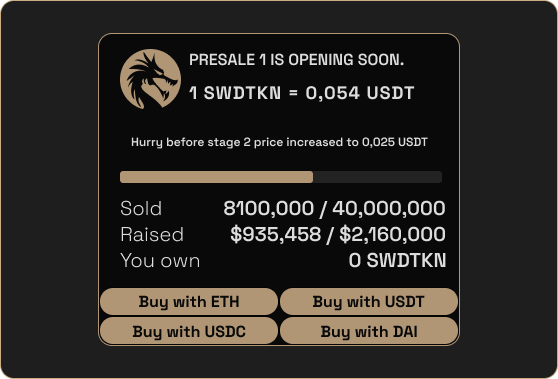 PRESALE 1 IS OPENING SOON.
1 SWDTKN = 0,054 USDT
Hurry before stage 2 price increased to 0,025 USDT
Sold 8100,000 / 40,000,000
Raised $935,458 / $2,160,000
You own 0 SWDTKN
Buy with ETH Buy with USDT
Buy with USDC Buy with DAI